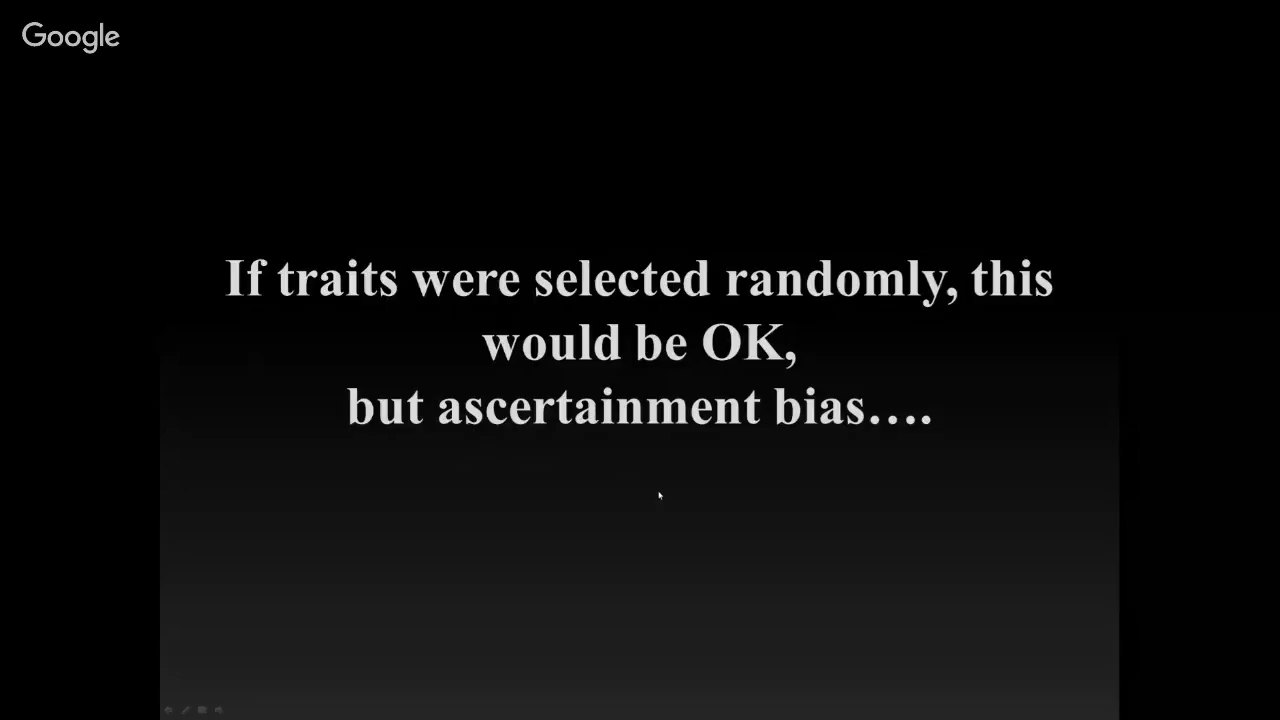 Google
If traits were selected randomly, this
would be OK,
but ascertainment bias….